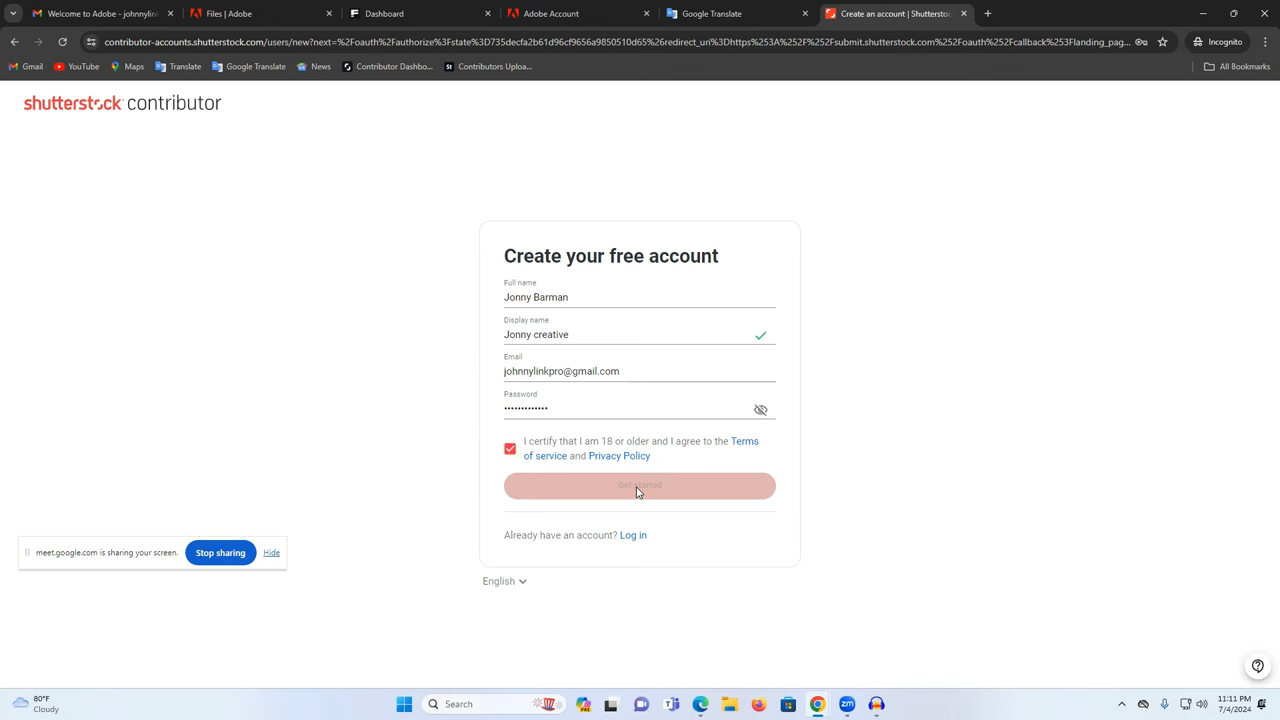 Welcome to Adobe - johnnylink
Files | Adobe
Dashboard
Adobe Account
Google Translate
Create an account | Shuttersto
contributor-accounts.shutterstock.com/users/new?next=%2Foauth%2Fauthorize%3Fstate%3D735decfa2b61d96cf9656a9850510d65%26redirect_uri%3Dhttps%253A%252F%252Fsubmit.shutterstock.com%252Foauth%252Fcallback%253Flanding_pag...
Incognito
Gmail
YouTube
Maps
Translate
Google Translate
News
Contributor Dashbo...
St Contributors Uploa...
All Bookmarks
shutterstock contributor
Create your free account
Full name
Jonny Barman
Display name
Jonny creative
Email
johnnylinkpro@gmail.com
Password
•••••••••••••
I certify that I am 18 or older and I agree to the Terms
of service and Privacy Policy
Get started
Already have an account? Log in
meet.google.com is sharing your screen.
Stop sharing
Hide
English
80°F
Cloudy
Search
zm
11:11 PM
7/4/2024